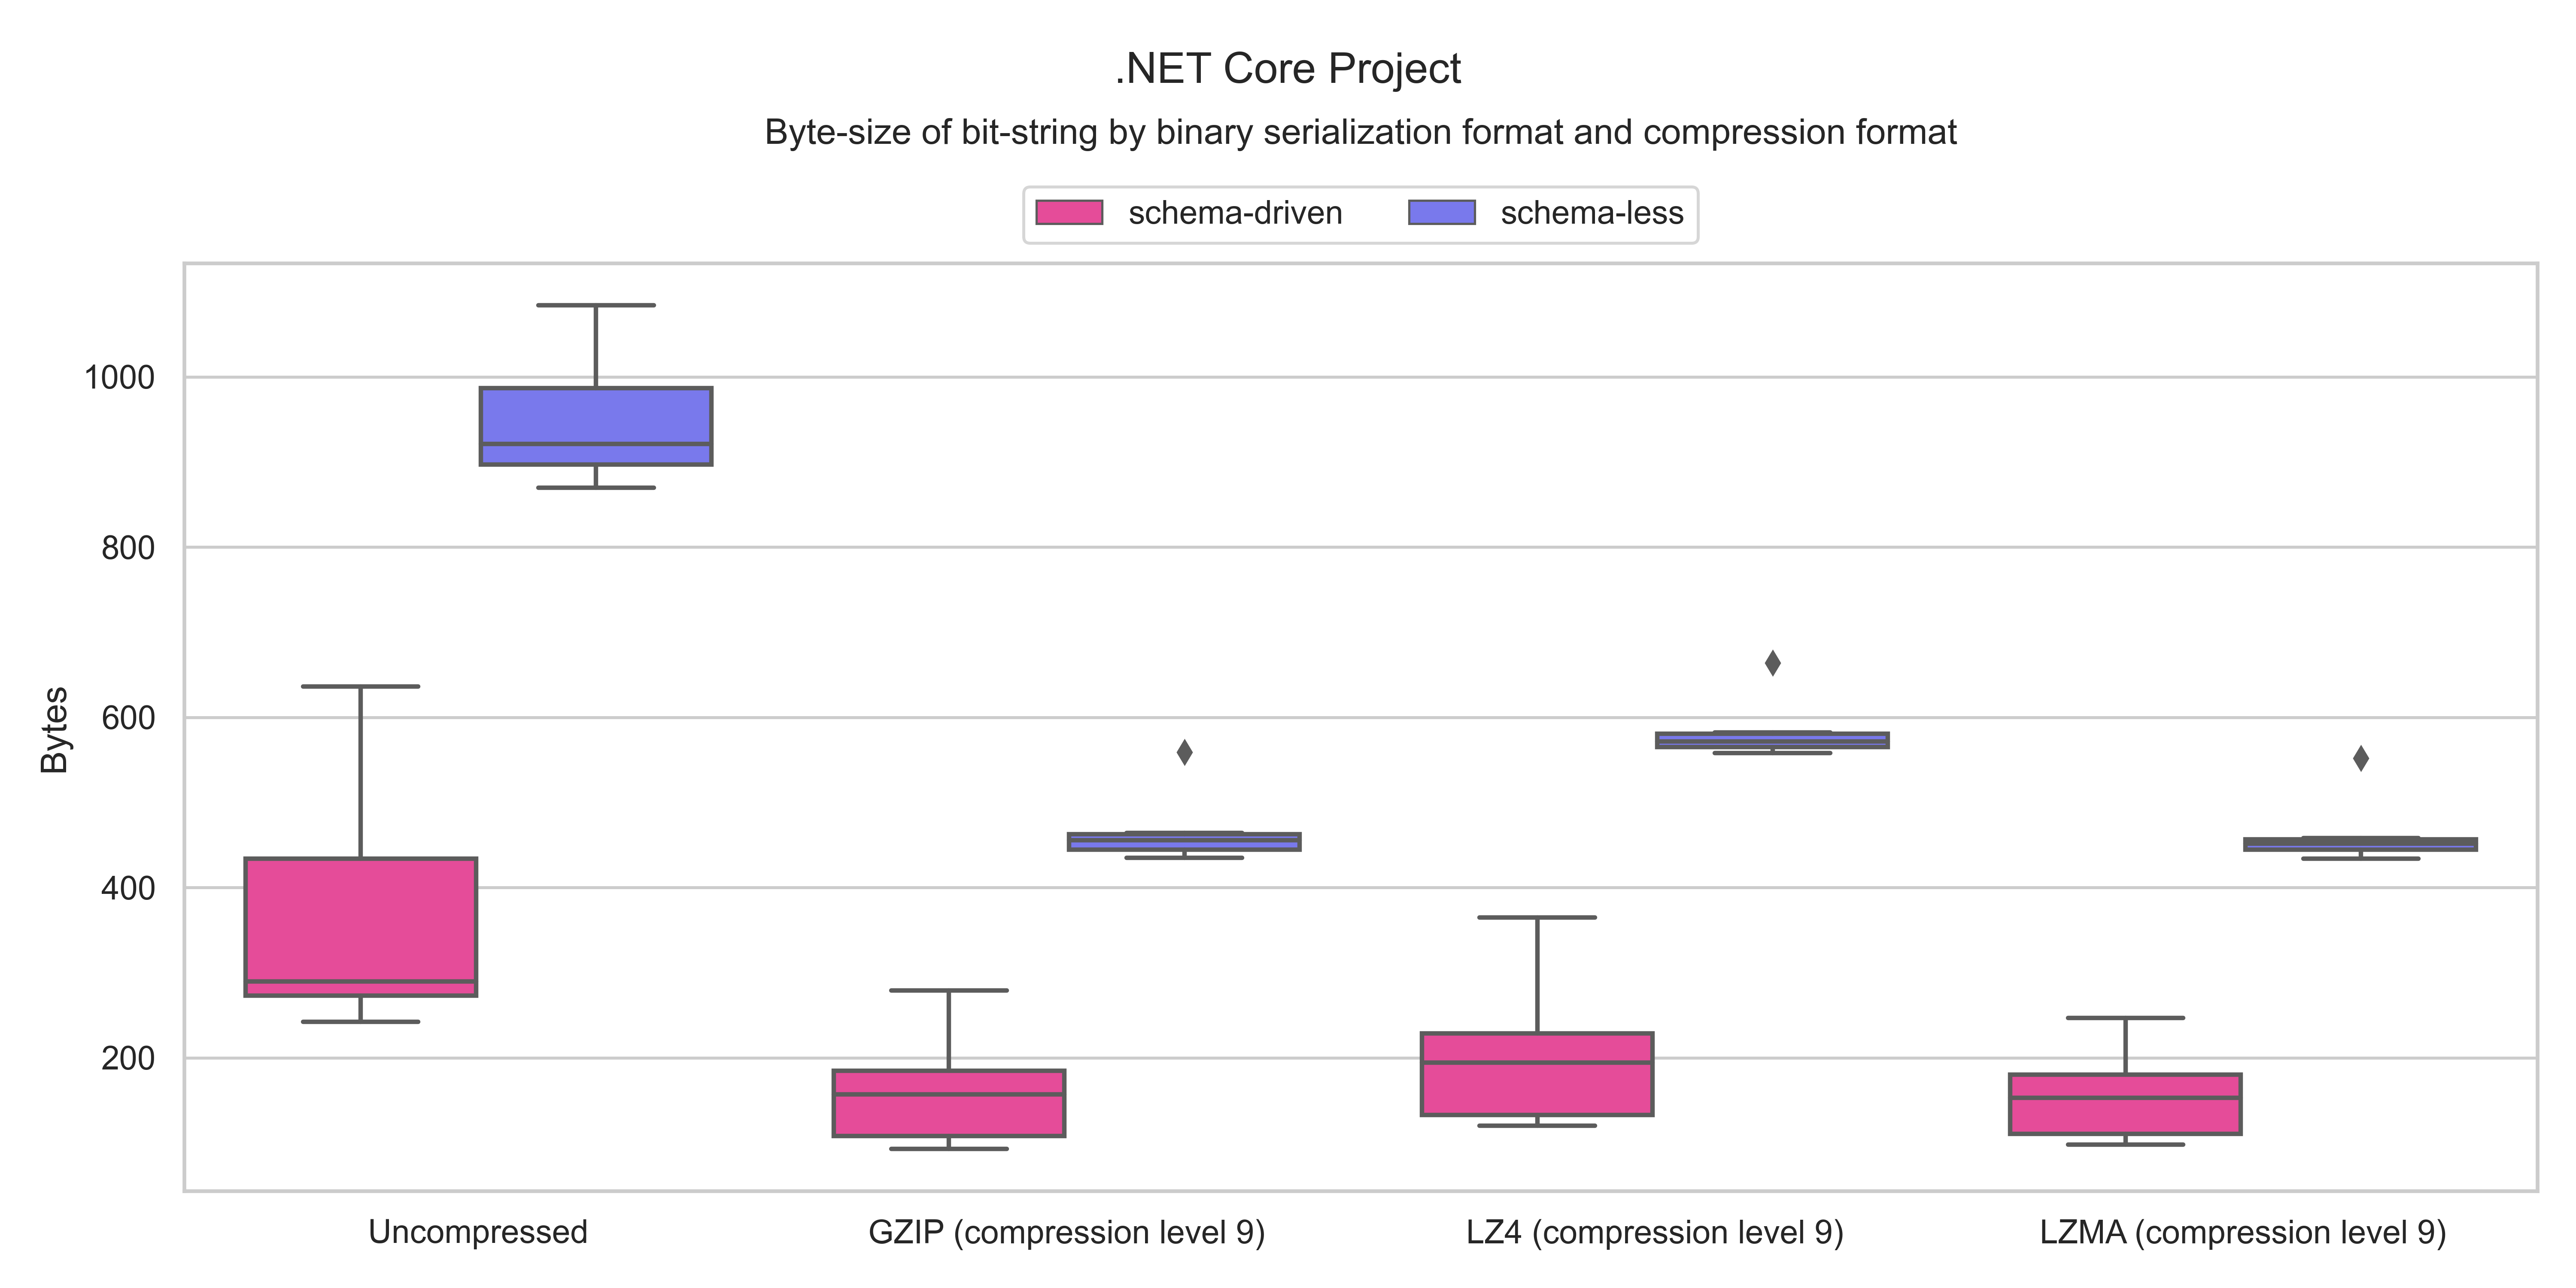 .NET Core Project
Byte-size of bit-string by binary serialization format and compression format
schema-driven schema-less
1000
800
600
400
200
Bytes
Uncompressed GZIP (compression level 9) LZ4 (compression level 9) LZMA (compression level 9)